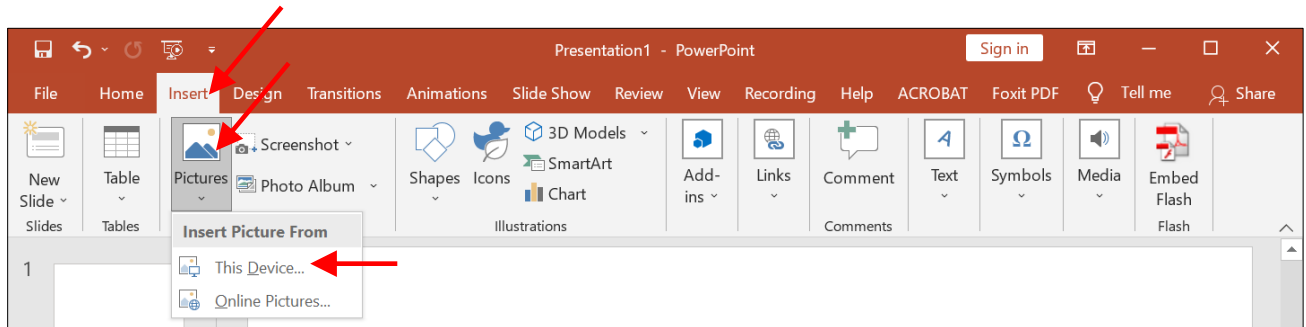 Presentation1 - PowerPoint
Sign in
File Home Insert Design Transitions Animations Slide Show Review View Recording Help ACROBAT Foxit PDF Tell me Share
New Slide
Table
Pictures
Screenshot
Photo Album
Shapes
Icons
3D Models
SmartArt
Chart
Add-
ins
Links
Comment
Text
Symbols
Media
Embed
Flash
Slides Tables Illustrations Comments Flash
Insert Picture From
This Device...
Online Pictures...
1